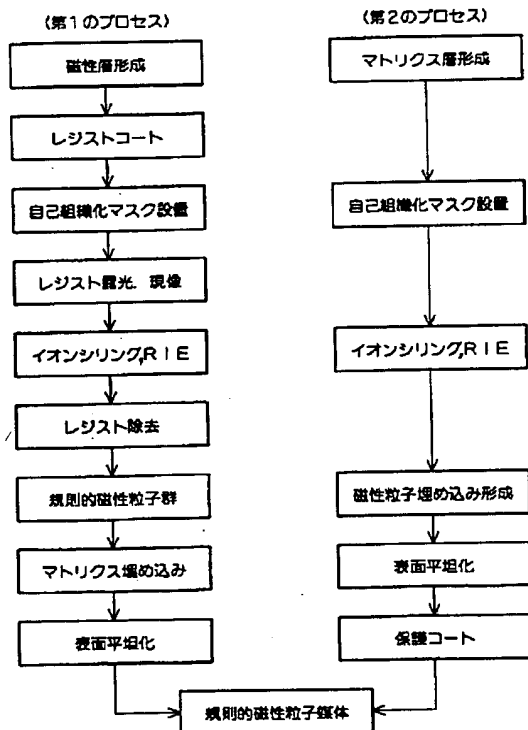 (第1のプロセス)
磁性層形成
レジストコート
自己組織化マスク設置
レジスト露光．現像
イオンシリング,RIE
レジスト除去
規則的磁性粒子群
マトリクス埋め込み
表面平坦化
(第2のプロセス)
マトリクス層形成
自己組織化マスク設置
イオンシリング,RIE
磁性粒子埋め込み形成
表面平坦化
保護コート
規則的磁性粒子媒体